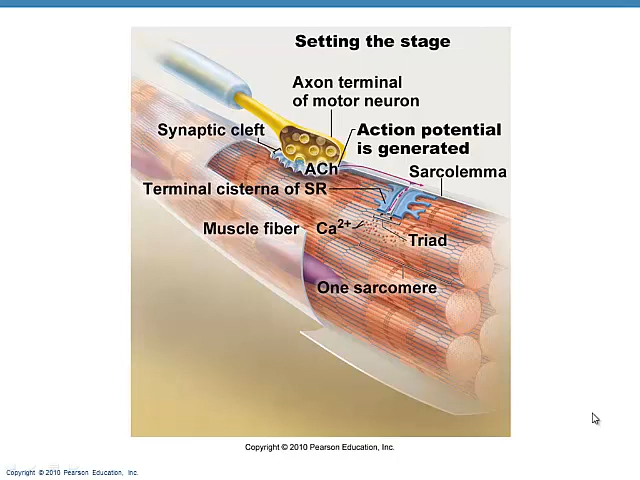 Setting the stage
Axon terminal
of motor neuron
Synaptic cleft
Action potential
is generated
ACh
Sarcolemma
Terminal cisterna of SR
Muscle fiber
Ca2+
Triad
One sarcomere
Copyright © 2010 Pearson Education, Inc.
Copyright © 2010 Pearson Education, Inc.